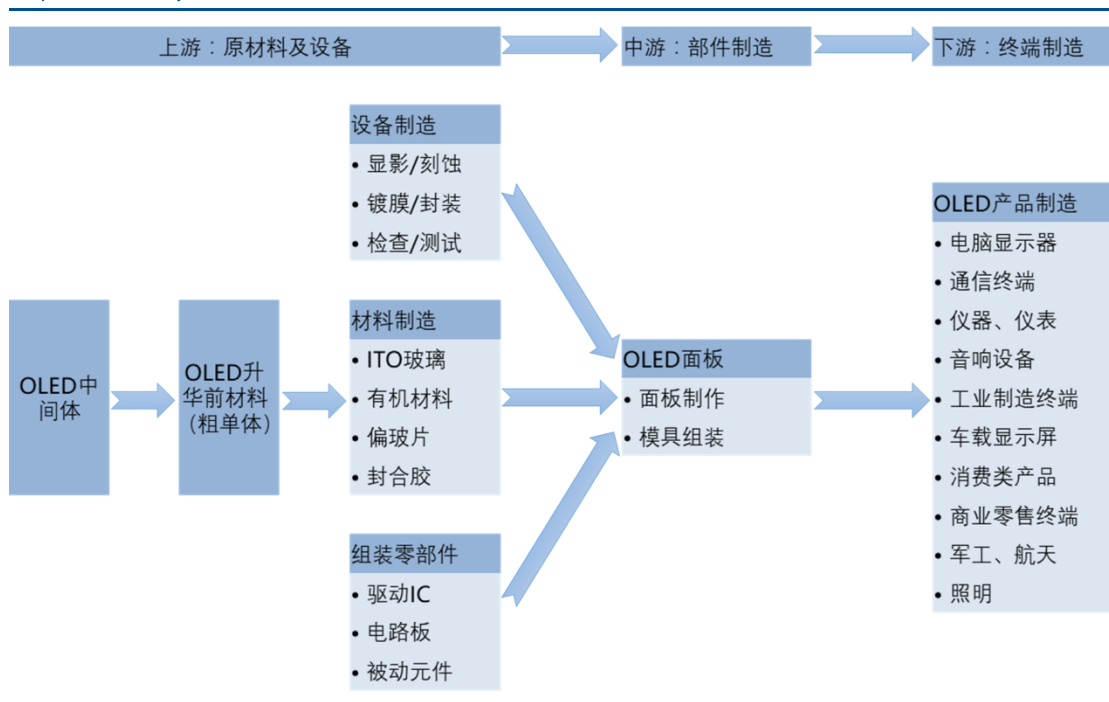 上游：原材料及设备
中游：部件制造
下游：终端制造
设备制造
• 显影/刻蚀
• 镀膜/封装
• 检查/测试
OLED中
间体
OLED升
华前材料
（粗单体）
材料制造
• ITO玻璃
• 有机材料
• 偏玻片
• 封合胶
组装零部件
• 驱动IC
• 电路板
• 被动元件
OLED面板
• 面板制作
• 模具组装
OLED产品制造
• 电脑显示器
• 通信终端
• 仪器、仪表
• 音响设备
• 工业制造终端
• 车载显示屏
• 消费类产品
• 商业零售终端
• 军工、航天
• 照明